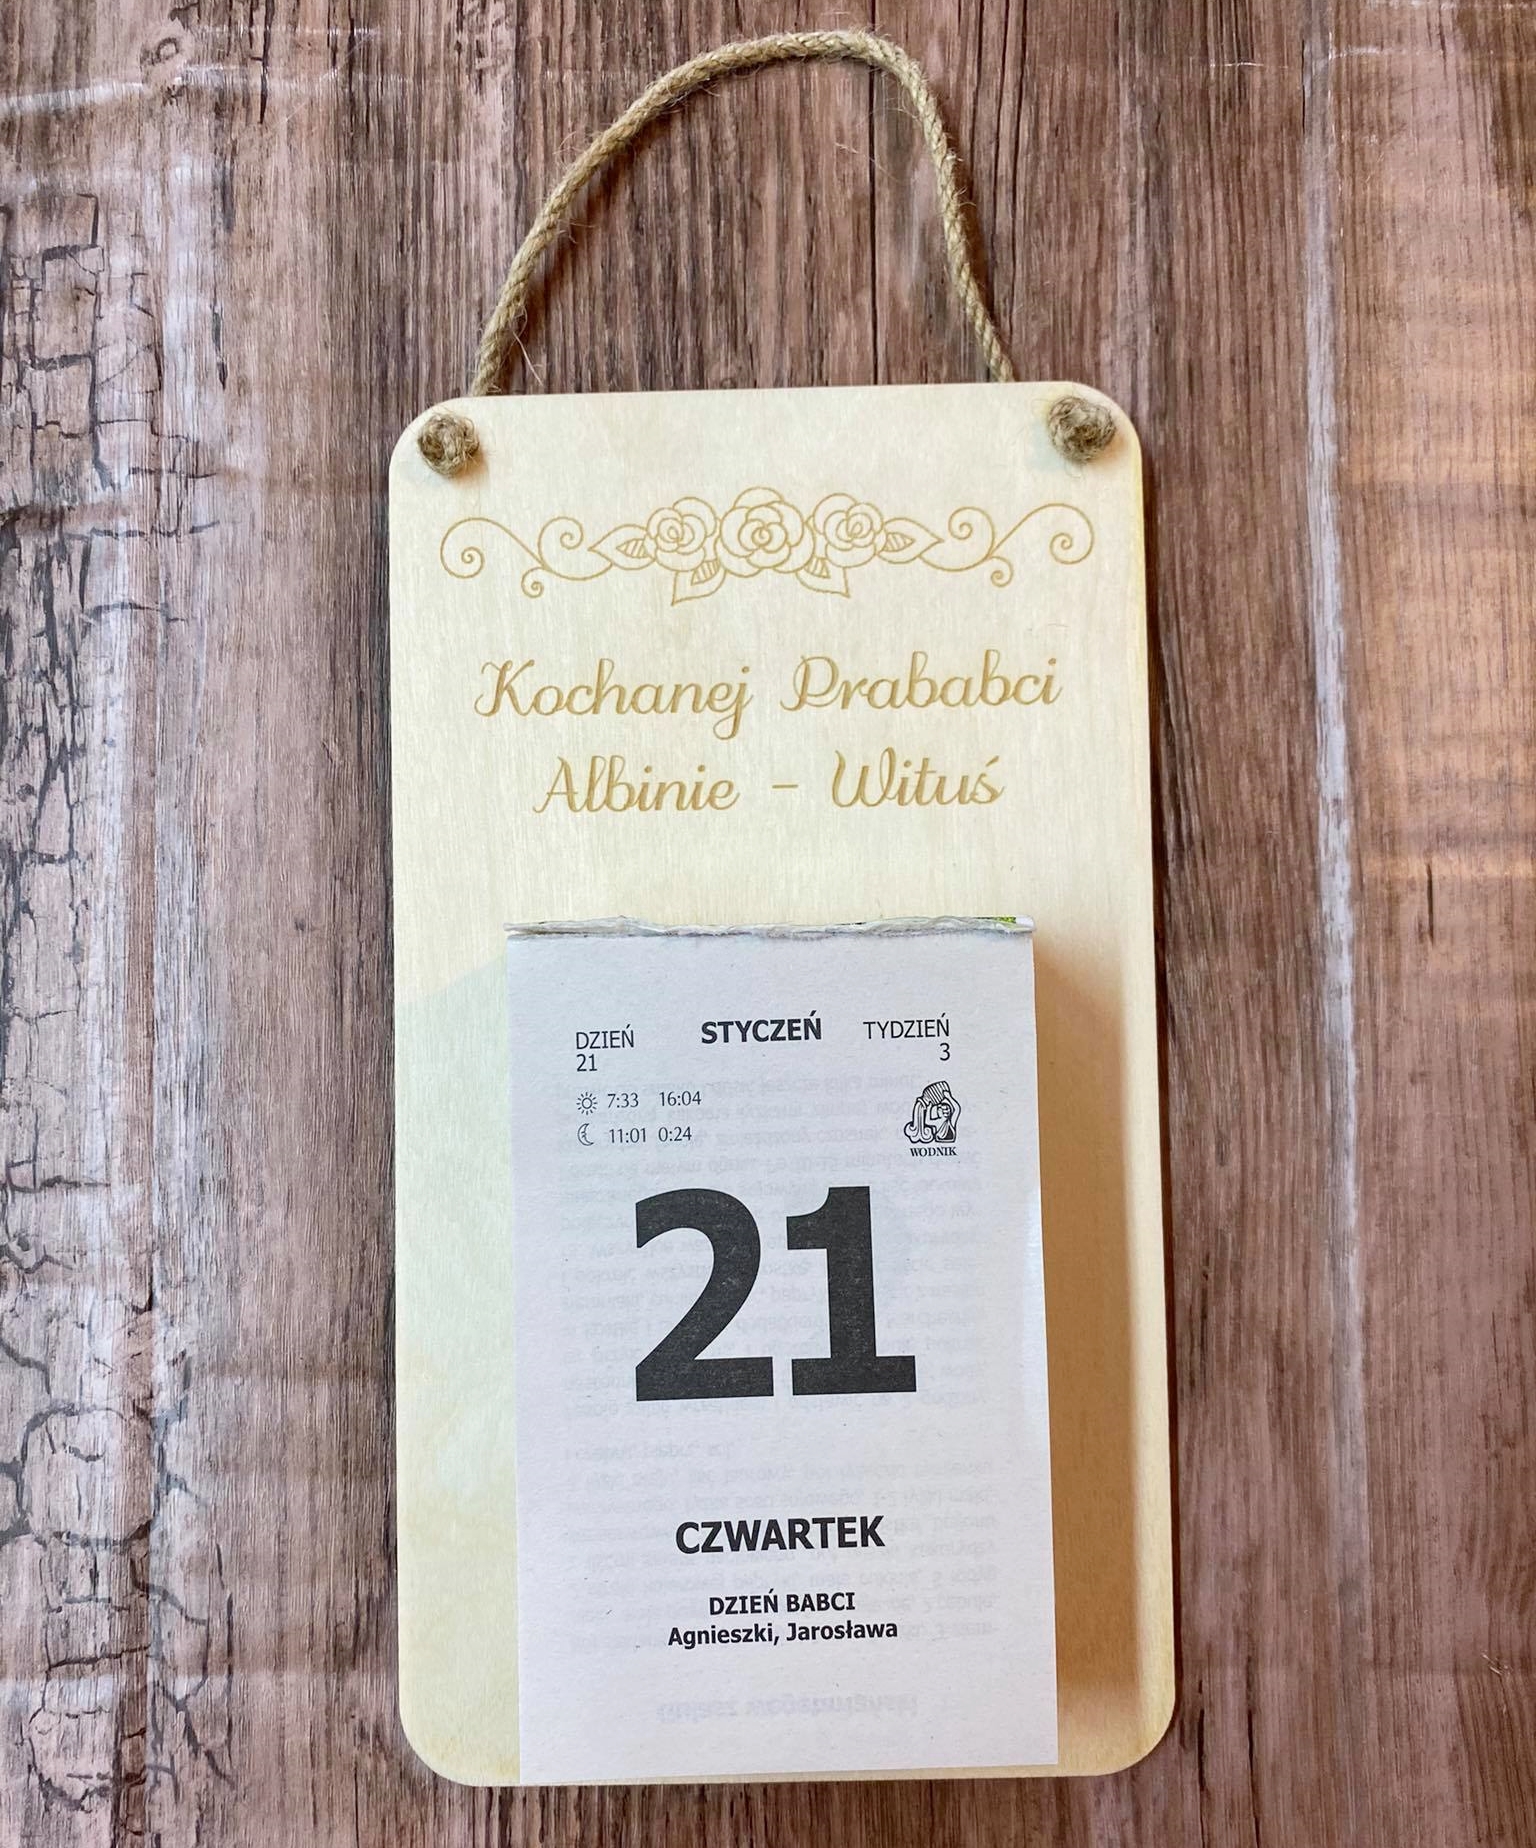 Kochanej Prababci
Albinie - Wituś
DZIEŃ STYCZEŃ TYDZIEŃ
21 3
7:33 16:04
11:01 0:24
WODNIK
21
CZWARTEK
DZIEŃ BABCI
Agnieszki, Jarosława